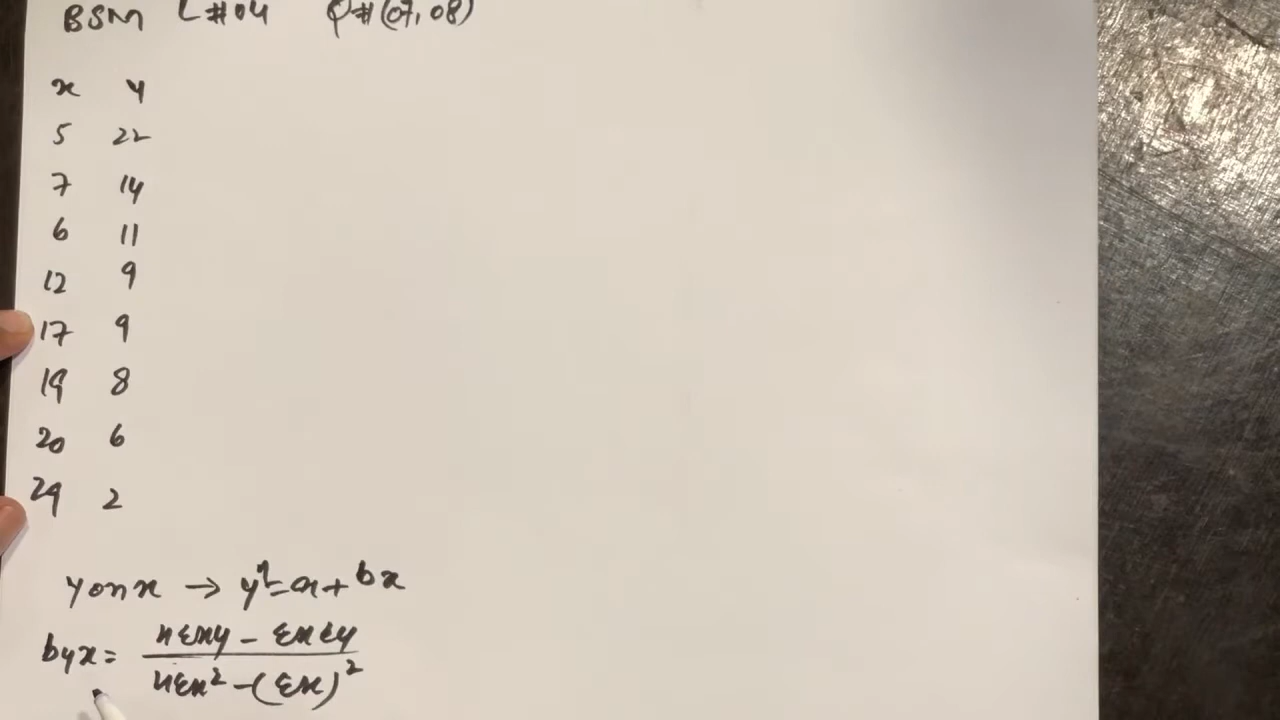 BSM L#04 Q#(07,08)
x y
5 22
7 14
6 11
12 9
17 9
19 8
20 6
29 2
y on x → y^=a+bx
byx= nΣxy - ΣxΣy
nΣx² -(Σx)²